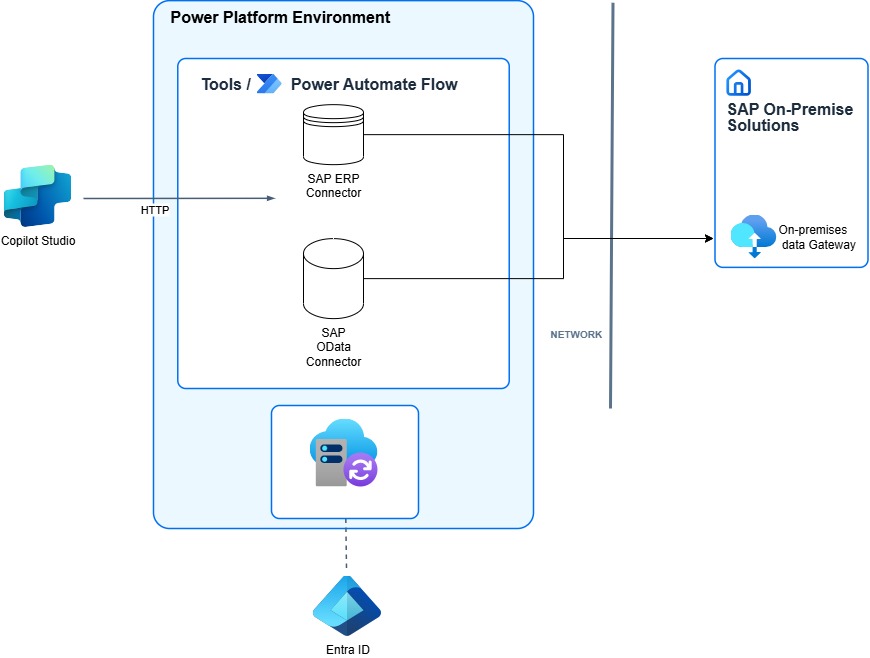 Power Platform Environment
Tools / Power Automate Flow
SAP ERP
Connector
HTTP
Copilot Studio
SAP
OData
Connector
NETWORK
SAP On-Premise
Solutions
On-premises
data Gateway
Entra ID